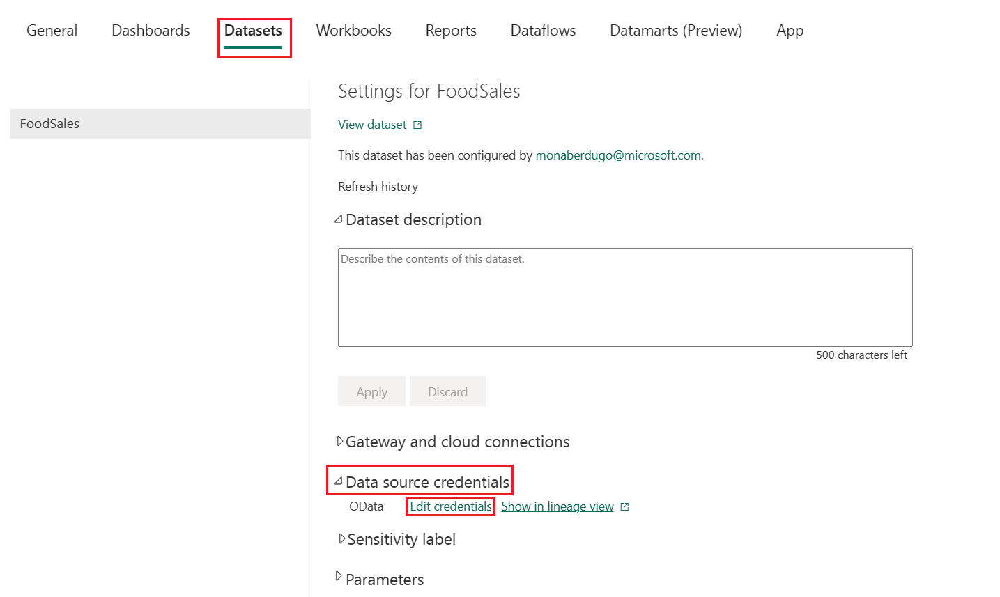 General Dashboards Datasets Workbooks Reports Dataflows Datamarts (Preview) App
FoodSales
Settings for FoodSales
View dataset
This dataset has been configured by monaberdugo@microsoft.com.
Refresh history
Dataset description
Describe the contents of this dataset.
500 characters left
Apply Discard
Gateway and cloud connections
Data source credentials
OData Edit credentials Show in lineage view
Sensitivity label
Parameters